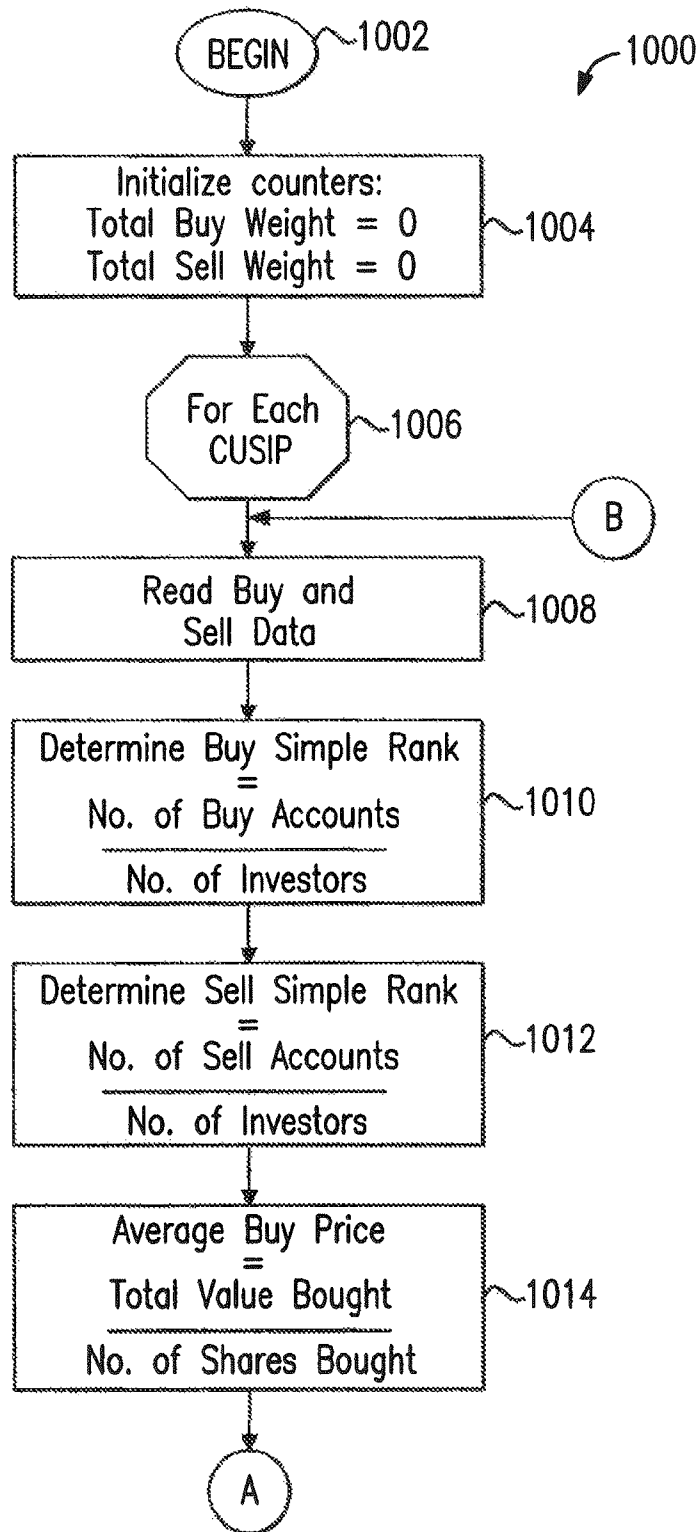 BEGIN
1002
1000
Initialize counters:
Total Buy Weight = 0
Total Sell Weight = 0
1004
For Each
CUSIP
1006
B
Read Buy and
Sell Data
1008
Determine Buy Simple Rank
=
No. of Buy Accounts
No. of Investors
1010
Determine Sell Simple Rank
=
No. of Sell Accounts
No. of Investors
1012
Average Buy Price
=
Total Value Bought
No. of Shares Bought
1014
A